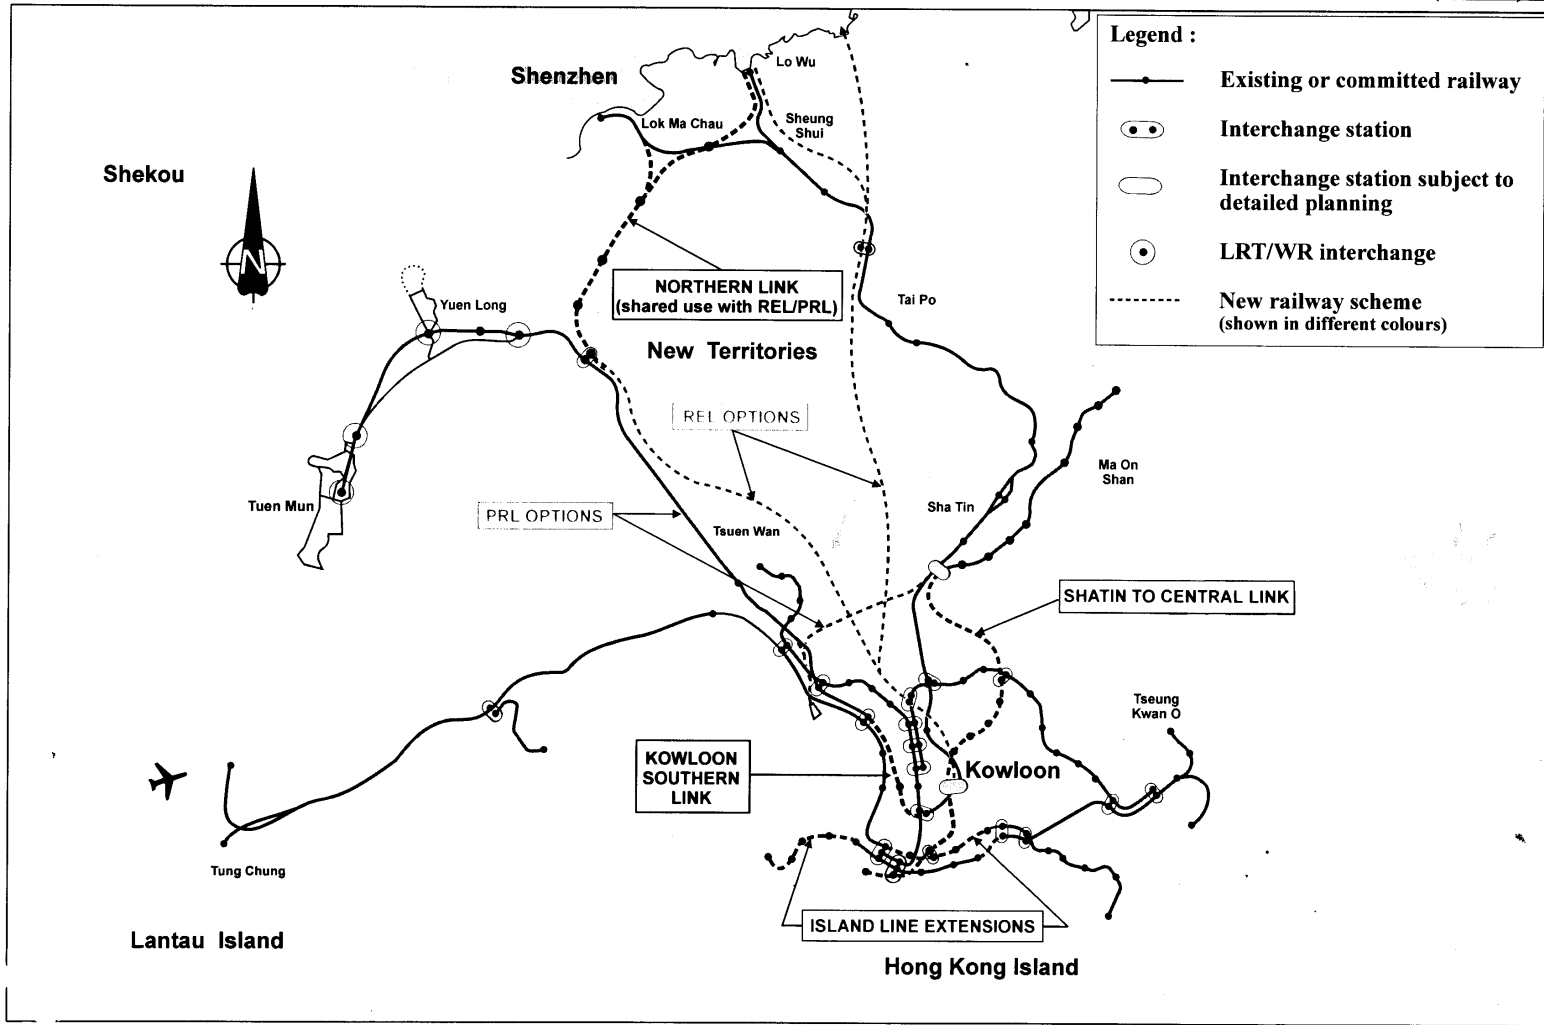 Legend :
Existing or committed railway
Interchange station
Interchange station subject to
detailed planning
LRT/WR interchange
New railway scheme
(shown in different colours)
Lo Wu
Shenzhen
Lok Ma Chau
Sheung
Shui
Shekou
N
NORTHERN LINK
(shared use with REL/PRL)
Yuen Long
Tai Po
New Territories
REL OPTIONS
Ma On
Shan
Tuen Mun
PRL OPTIONS
Sha Tin
Tsuen Wan
SHATIN TO CENTRAL LINK
Tseung
Kwan O
KOWLOON
SOUTHERN
LINK
Kowloon
Tung Chung
ISLAND LINE EXTENSIONS
Lantau Island
Hong Kong Island